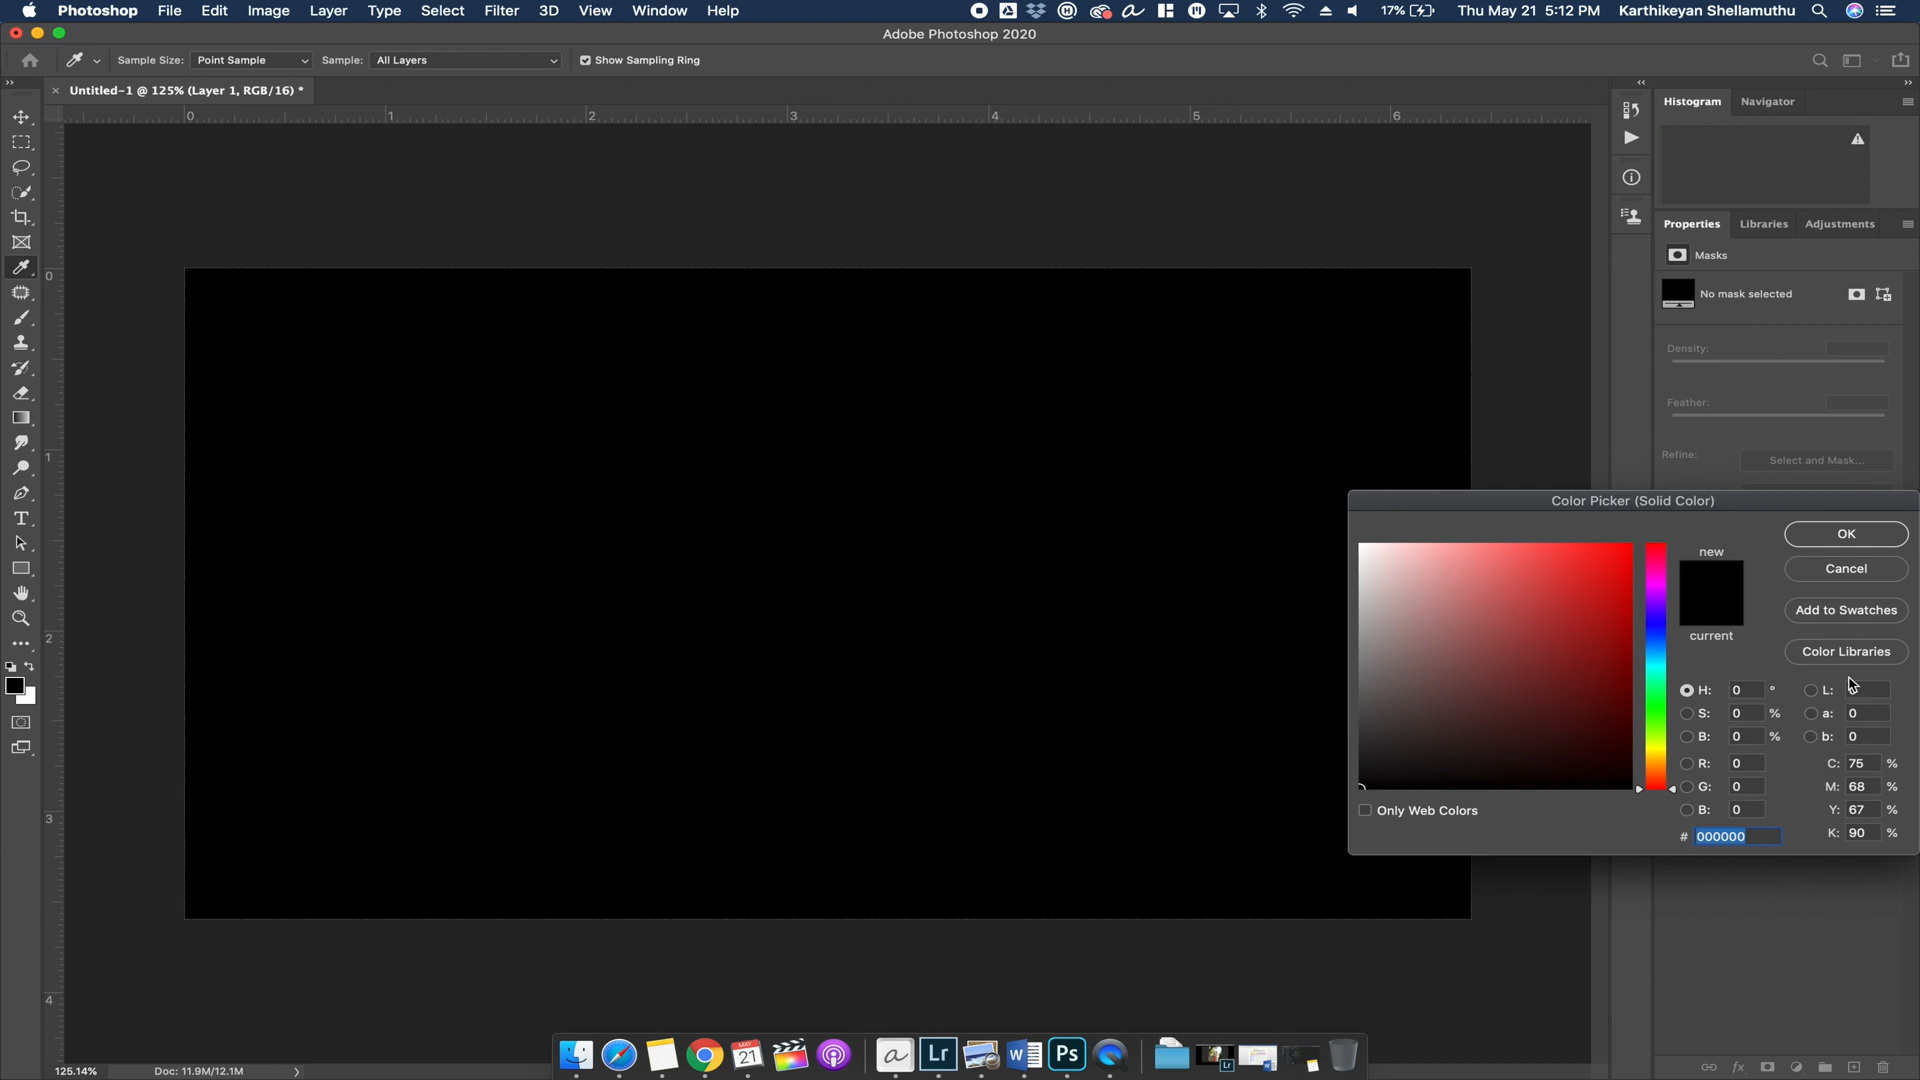 Photoshop File Edit Image Layer Type Select Filter 3D View Window Help 17% Thu May 21 5:12 PM Karthikeyan Shellamuthu
Adobe Photoshop 2020
Sample Size: Point Sample Sample: All Layers Show Sampling Ring
Untitled-1 @ 125% (Layer 1, RGB/16) *
0 1 2 3 4 5 6
Histogram Navigator
Properties Libraries Adjustments
Masks
No mask selected
Density:
Feather:
Refine: Select and Mask...
0
1
2
3
4
Color Picker (Solid Color)
OK
new
Cancel
Add to Swatches
current
Color Libraries
H: 0 ° L:
S: 0 % a: 0
B: 0 % b: 0
R: 0 C: 75 %
G: 0 M: 68 %
B: 0 Y: 67 %
Only Web Colors
# 000000 K: 90 %
MAY
21
a
Lr
W
Ps
T
fx
125.14% Doc: 11.9M/12.1M